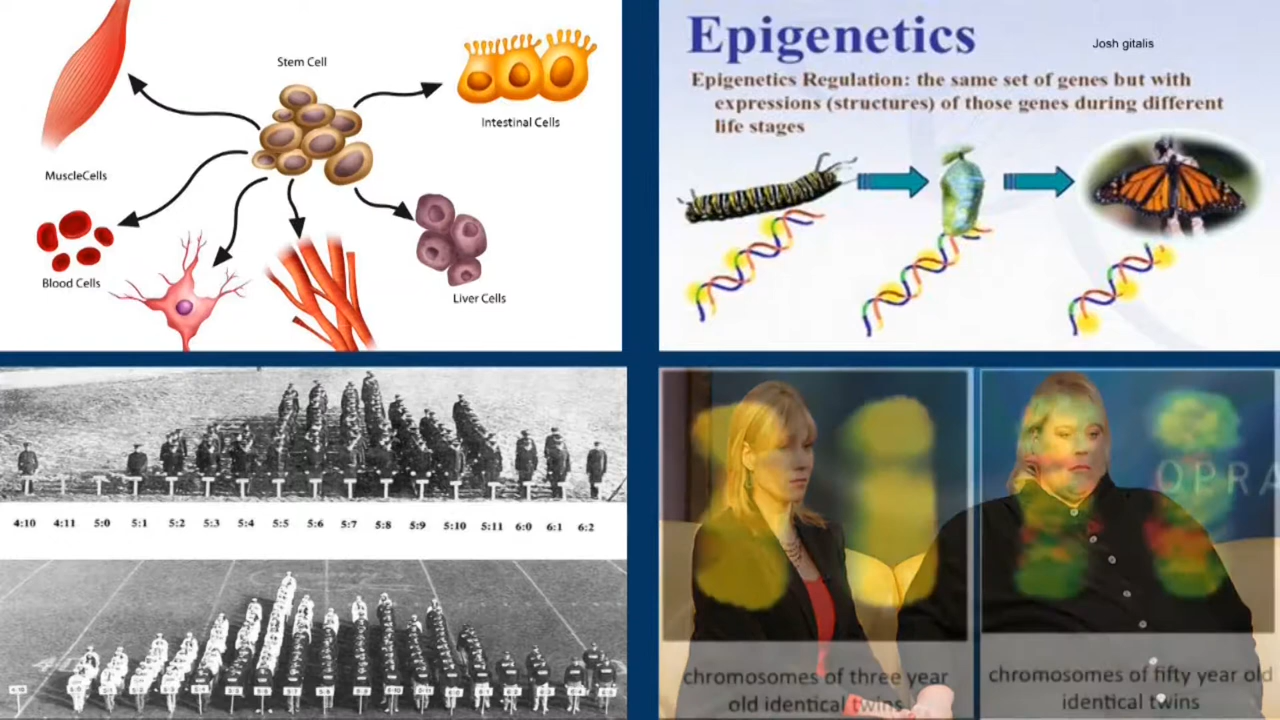 Stem Cell
Intestinal Cells
MuscleCells
Blood Cells
Liver Cells
Epigenetics
Josh gitalis
Epigenetics Regulation: the same set of genes but with
expressions (structures) of those genes during different
life stages
4:10 4:11 5:0 5:1 5:2 5:3 5:4 5:5 5:6 5:7 5:8 5:9 5:10 5:11 6:0 6:1 6:2
OPRA
chromosomes of three year
old identical twins
chromosomes of fifty year old
identical twins